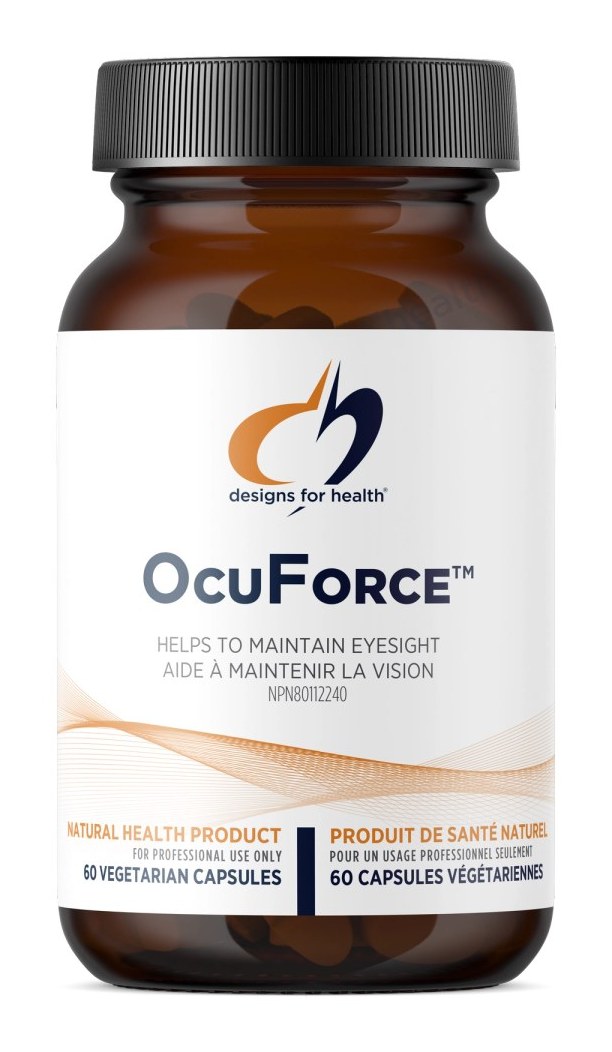 designs for health®
OCUFORCE™
HELPS TO MAINTAIN EYESIGHT
AIDE À MAINTENIR LA VISION
NPN80112240
NATURAL HEALTH PRODUCT
FOR PROFESSIONAL USE ONLY
60 VEGETARIAN CAPSULES
PRODUIT DE SANTÉ NATUREL
POUR UN USAGE PROFESSIONNEL SEULEMENT
60 CAPSULES VÉGÉTARIENNES